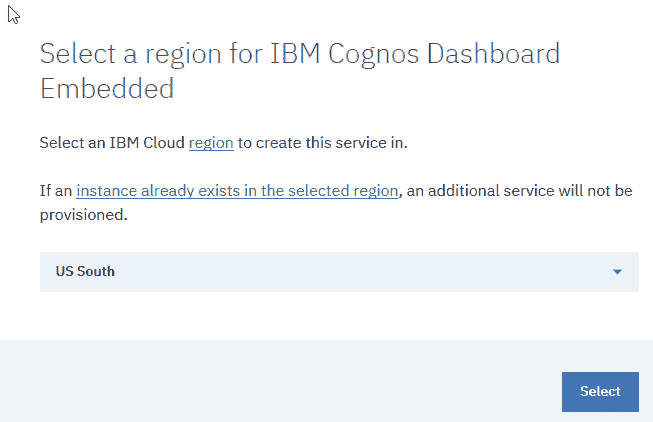 Select a region for IBM Cognos Dashboard
Embedded
Select an IBM Cloud region to create this service in.
If an instance already exists in the selected region, an additional service will not be
provisioned.
US South
Select